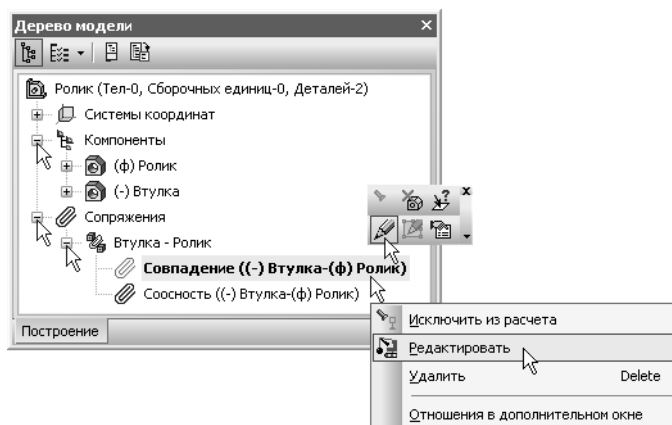 Дерево модели
Ролик (Тел-0, Сборочных единиц-0, Деталей-2)
Системы координат
Компоненты
(ф) Ролик
(-) Втулка
Сопряжения
Втулка - Ролик
Совпадение ((-) Втулка-(ф) Ролик)
Соосность ((-) Втулка-(ф) Ролик)
Построение
Исключить из расчета
Редактировать
Удалить Delete
Отношения в дополнительном окне